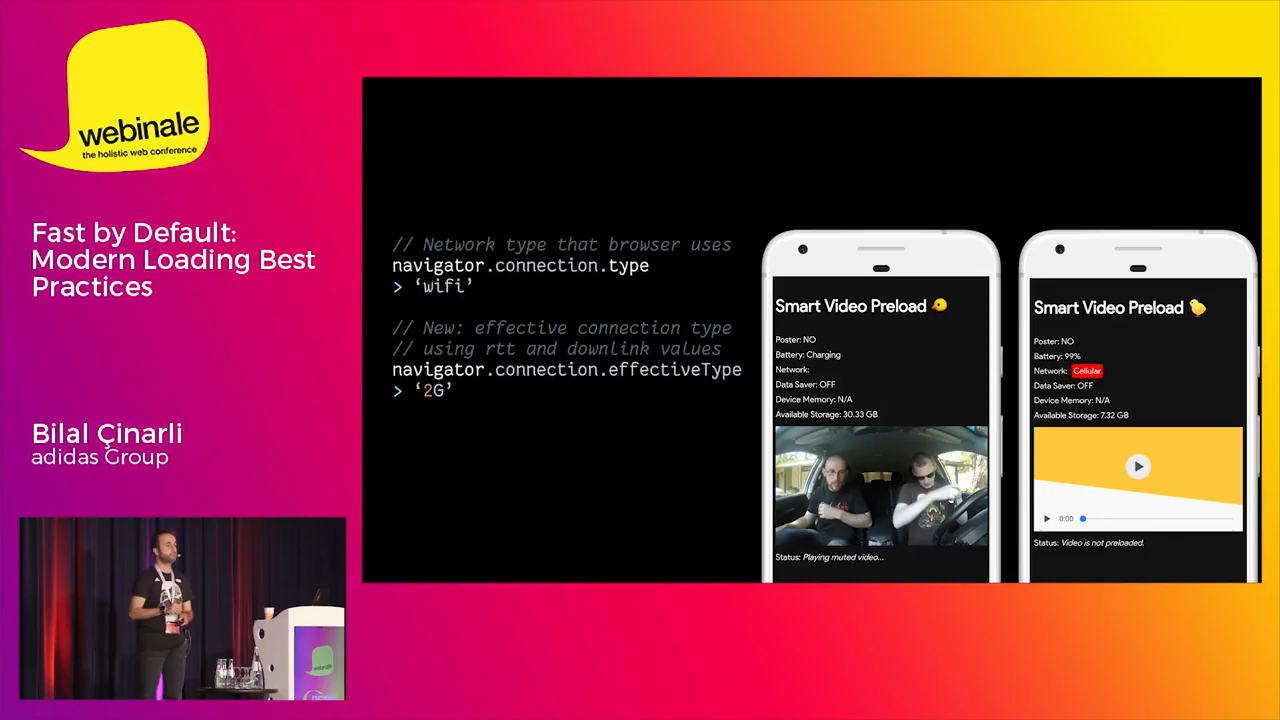 webinale
the holistic web conference
Fast by Default:
Modern Loading Best
Practices
Bilal Çinarli
adidas Group
// Network type that browser uses
navigator.connection.type
> ‘wifi’
// New: effective connection type
// using rtt and downlink values
navigator.connection.effectiveType
> ‘2G’
Smart Video Preload
Poster: NO
Battery: Charging
Network:
Data Saver: OFF
Device Memory: N/A
Available Storage: 30.33 GB
Status: Playing muted video...
Smart Video Preload
Poster: NO
Battery: 99%
Network: Cellular
Data Saver: OFF
Device Memory: N/A
Available Storage: 7.32 GB
0:00
Status: Video is not preloaded.
webinale